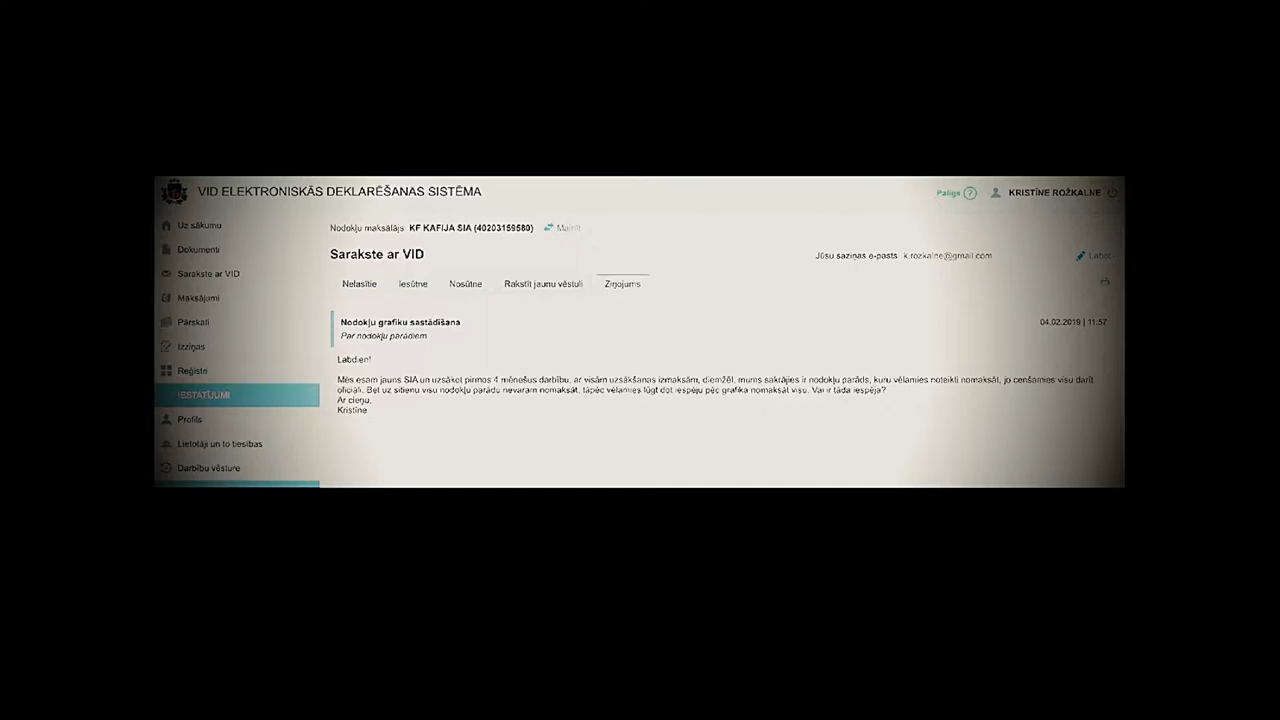 VID ELEKTRONISKĀS DEKLARĒŠANAS SISTĒMA
Palīgs ?
KRISTĪNE ROŽKALNE
Uz sākumu
Dokumenti
Sarakste ar VID
Maksājumi
Pārskati
Izziņas
Reģistri
IESTATĪJUMI
Profils
Lietotāji un to tiesības
Darbību vēsture
Nodokļu maksātājs KF KAFIJA SIA (40203159580) Mainīt
Sarakste ar VID
Jūsu saziņas e-pasts k.rozkalne@gmail.com
Labot
Nelasītie Iesūtne Nosūtne Rakstīt jaunu vēstuli Ziņojums
Nodokļu grafiku sastādīšana
04.02.2019 | 11:57
Par nodokļu parādiem
Labdien!
Mēs esam jauns SIA un uzsākot pirmos 4 mēnešus darbību, ar visām uzsākšanas izmaksām, diemžēl, mums sakrājies ir nodokļu parāds, kuru vēlamies noteikti nomaksāt, jo cenšamies visu darīt
oficiāli. Bet uz sitienu visu nodokļu parādu nevaram nomaksāt, tāpēc vēlamies lūgt dot iespēju pēc grafika nomaksāt visu. Vai ir tāda iespēja?
Ar cieņu,
Kristīne